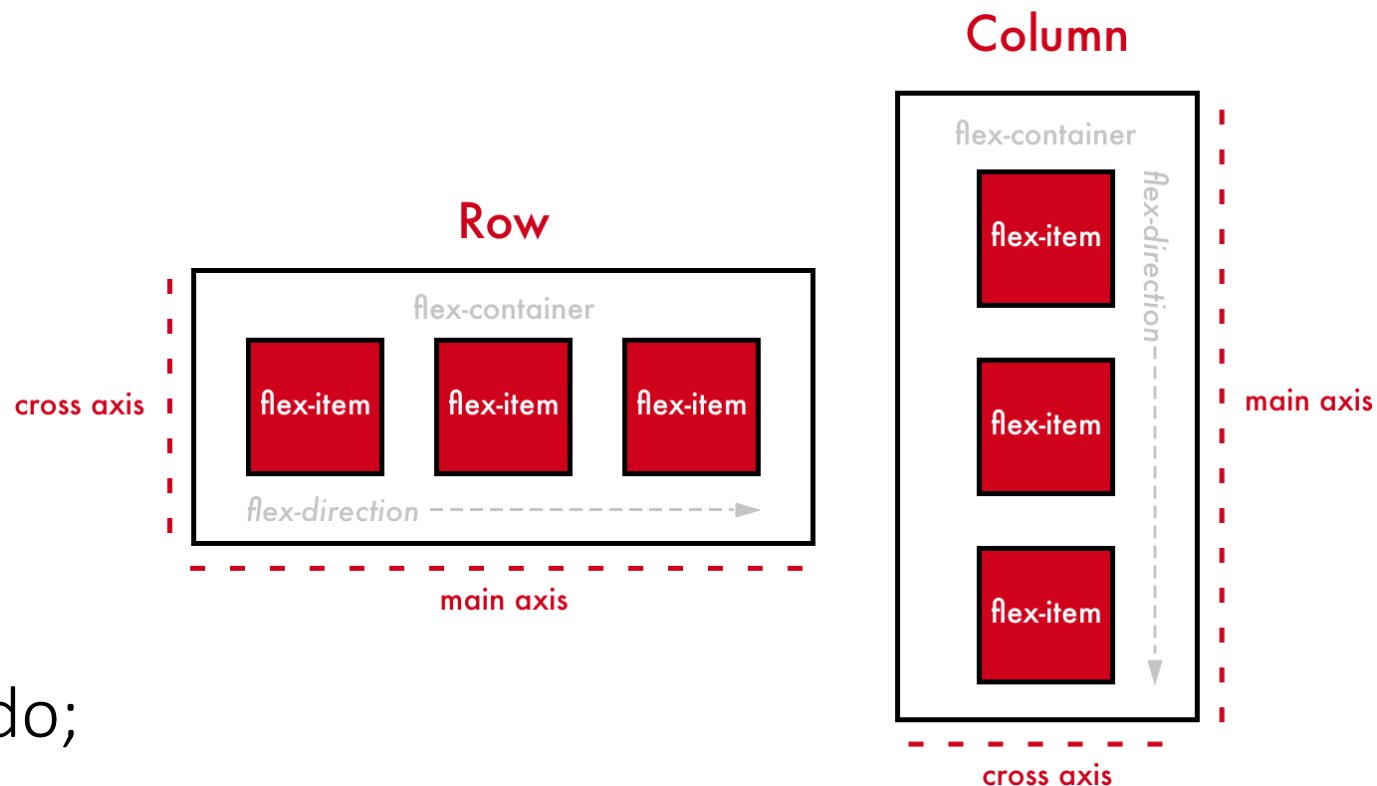 Column
flex-container
flex-direction
flex-item
flex-item
flex-item
main axis
cross axis
Row
flex-container
cross axis
flex-item flex-item flex-item
flex-direction
main axis
do;